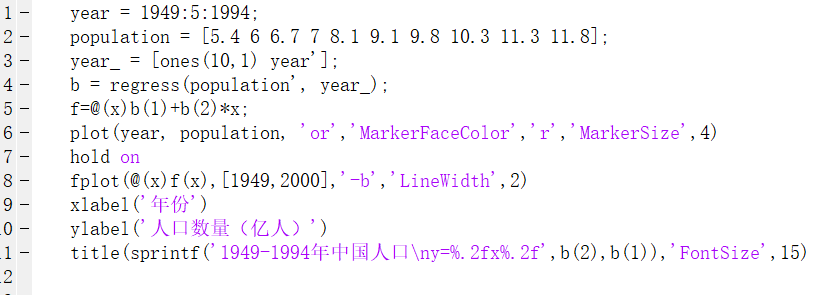 1 year = 1949:5:1994;
2 population = [5.4 6 6.7 7 8.1 9.1 9.8 10.3 11.3 11.8];
3 year_ = [ones(10,1) year'];
4 b = regress(population', year_);
5 f=@(x)b(1)+b(2)*x;
6 plot(year, population, 'or','MarkerFaceColor','r','MarkerSize',4)
7 hold on
8 fplot(@(x)f(x),[1949,2000],'-b','LineWidth',2)
9 xlabel('年份')
0 ylabel('人口数量（亿人）')
1 title(sprintf('1949-1994年中国人口\ny=%.2fx%.2f',b(2),b(1)),'FontSize',15)
2